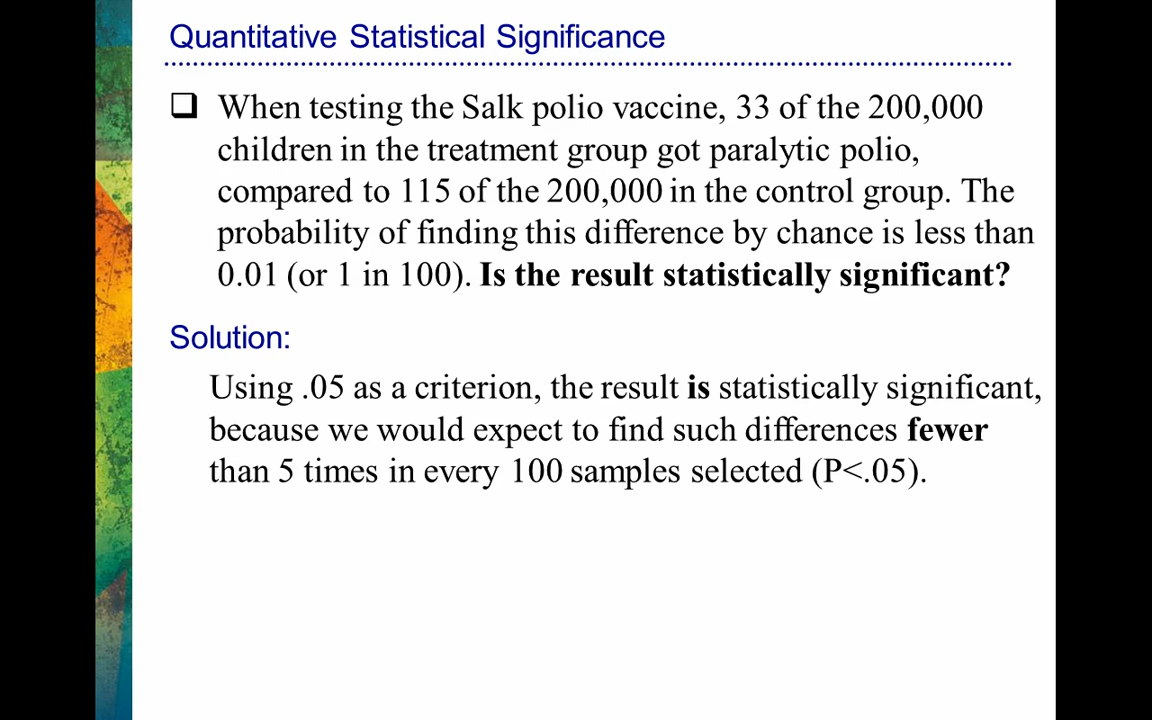 Quantitative Statistical Significance
❑ When testing the Salk polio vaccine, 33 of the 200,000
children in the treatment group got paralytic polio,
compared to 115 of the 200,000 in the control group. The
probability of finding this difference by chance is less than
0.01 (or 1 in 100). Is the result statistically significant?
Solution:
Using .05 as a criterion, the result is statistically significant,
because we would expect to find such differences fewer
than 5 times in every 100 samples selected (P<.05).